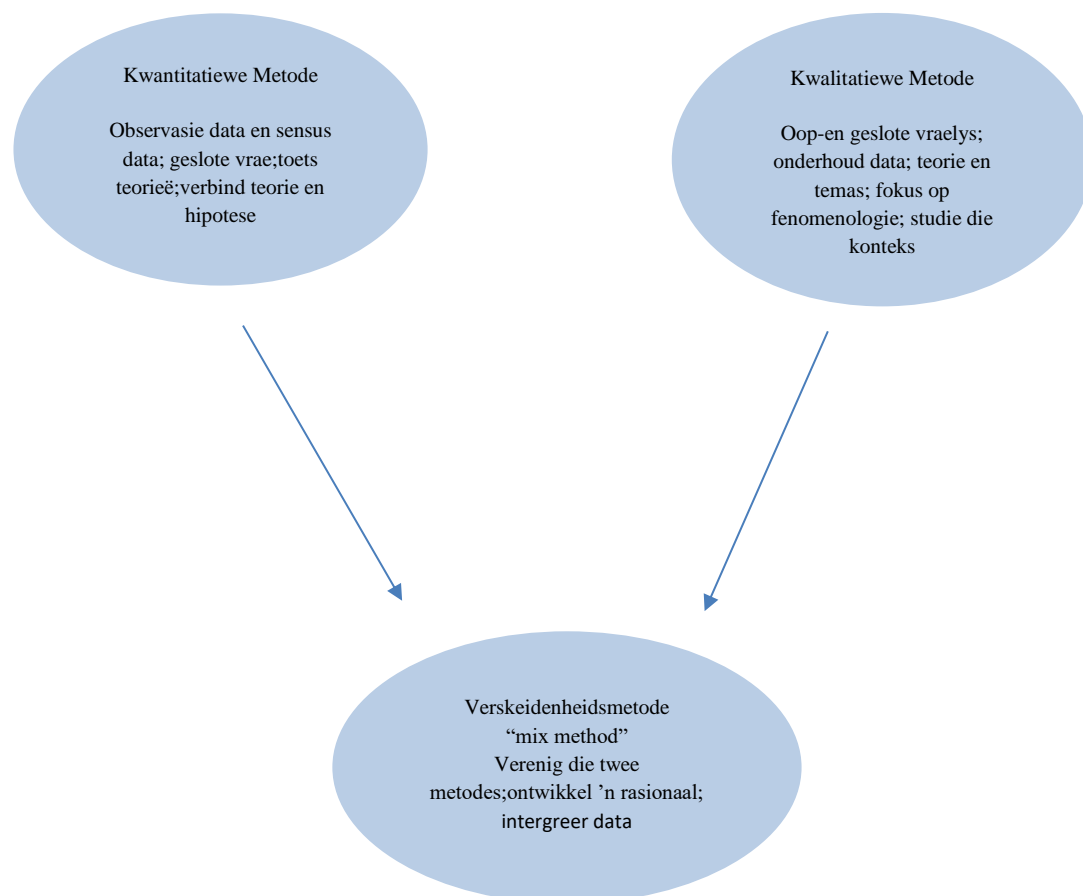 Kwantitatiewe Metode
Observasie data en sensus
data; geslote vrae;toets
teorieë;verbind teorie en
hipotese
Kwalitatiewe Metode
Oop-en geslote vraelys;
onderhoud data; teorie en
temas; fokus op
fenomenologie; studie die
konteks
Verskeidenheidsmetode
“mix method”
Verenig die twee
metodes;ontwikkel ’n rasionaal;
intergreer data